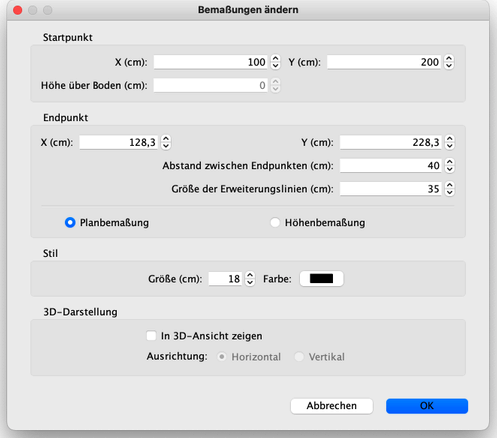 Bemaßungen ändern
Startpunkt
X (cm): 100 Y (cm): 200
Höhe über Boden (cm): 0
Endpunkt
X (cm): 128,3 Y (cm): 228,3
Abstand zwischen Endpunkten (cm): 40
Größe der Erweiterungslinien (cm): 35
Planbemaßung Höhenbemaßung
Stil
Größe (cm): 18 Farbe:
3D-Darstellung
In 3D-Ansicht zeigen
Ausrichtung: Horizontal Vertikal
Abbrechen OK